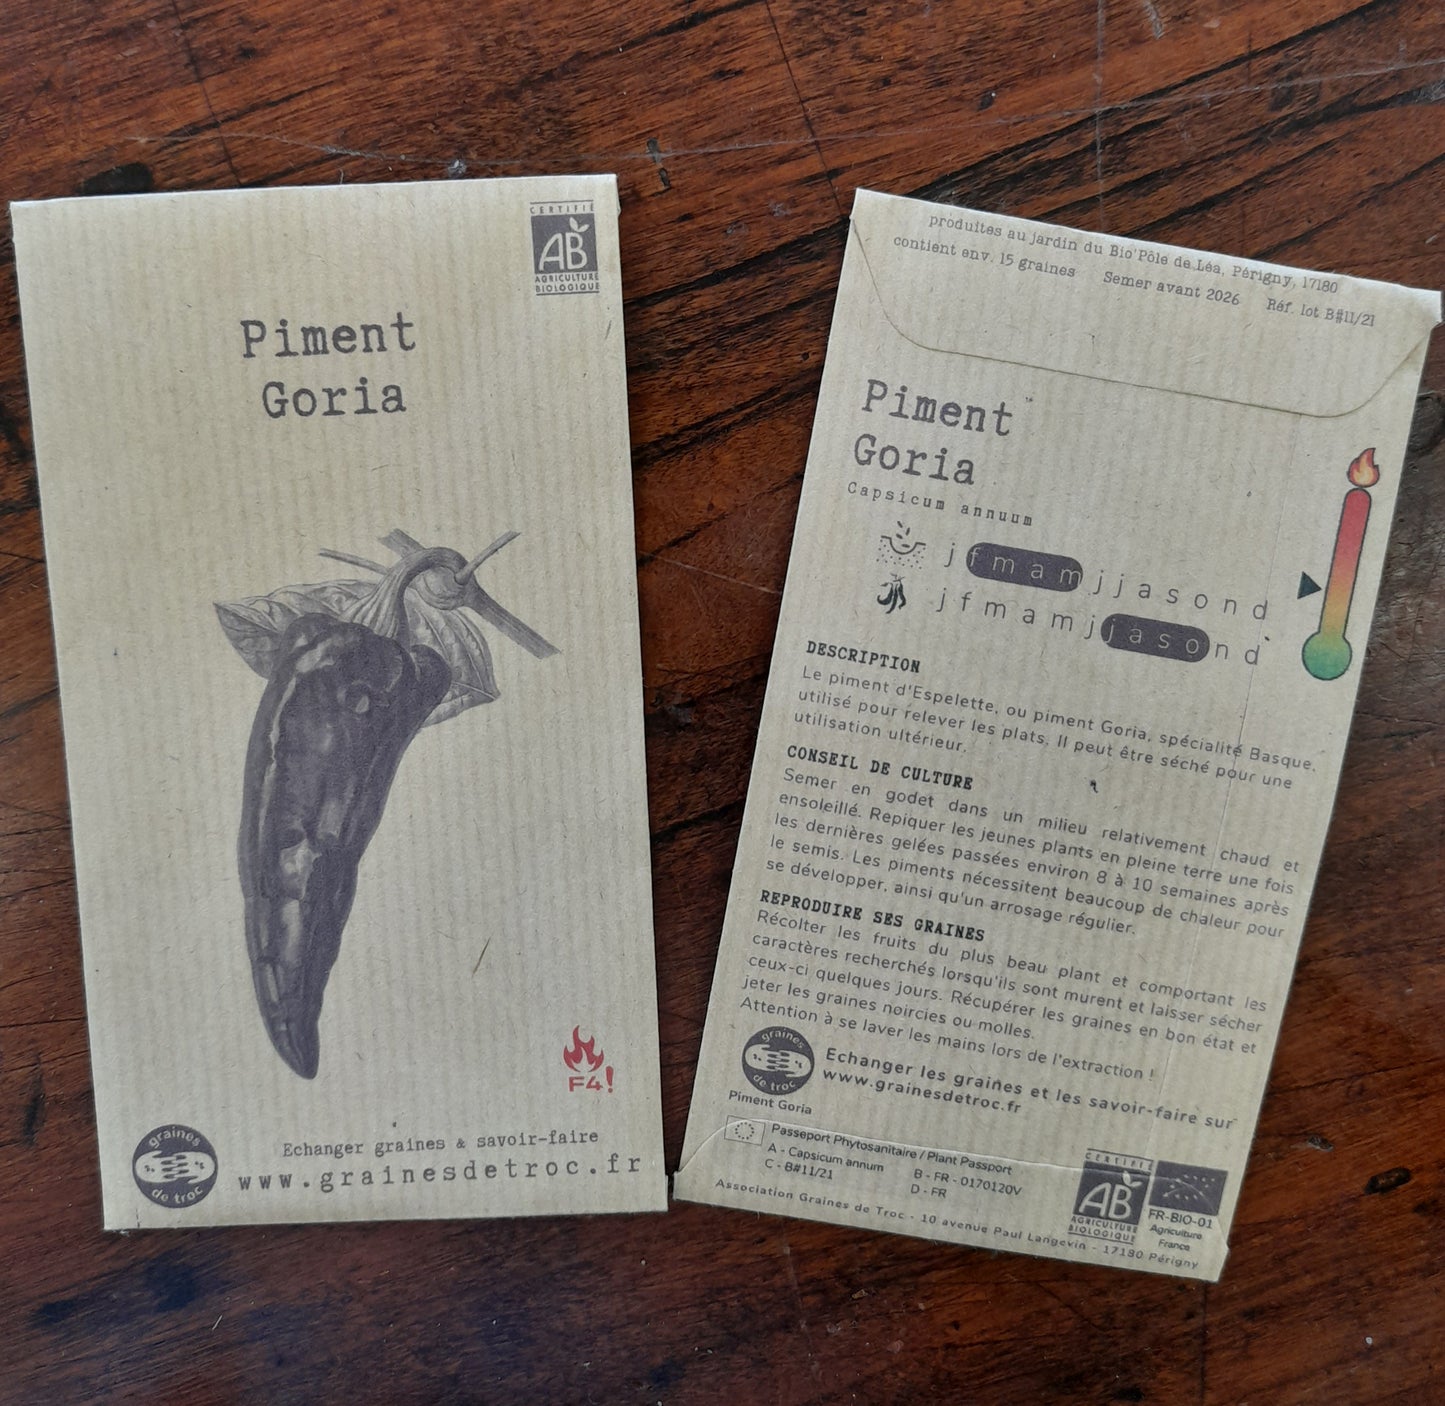 CERTIFIÉ
AB
AGRICULTURE
BIOLOGIQUE
Piment
Goria
F4!
graines
de troc
Echanger graines & savoir-faire
www.grainesdetroc.fr
produites au jardin du Bio'Pôle de Léa, Périgny, 17180
contient env. 15 graines Semer avant 2026 Réf. lot B#11/21
Piment
Goria
Capsicum annuum
j f m a m j j a s o n d
j f m a m j j a s o n d
DESCRIPTION
Le piment d'Espelette, ou piment Goria, spécialité Basque,
utilisé pour relever les plats. Il peut être séché pour une
utilisation ultérieur.
CONSEIL DE CULTURE
Semer en godet dans un milieu relativement chaud et
ensoleillé. Repiquer les jeunes plants en pleine terre une fois
les dernières gelées passées environ 8 à 10 semaines après
le semis. Les piments nécessitent beaucoup de chaleur pour
se développer, ainsi qu'un arrosage régulier.
REPRODUIRE SES GRAINES
Récolter les fruits du plus beau plant et comportant les
caractères recherchés lorsqu'ils sont murent et laisser sécher
ceux-ci quelques jours. Récupérer les graines en bon état et
jeter les graines noircies ou molles.
Attention à se laver les mains lors de l'extraction !
graines
de troc
Echanger les graines et les savoir-faire sur
www.grainesdetroc.fr
Piment Goria
Passeport Phytosanitaire / Plant Passport
A - Capsicum annum B - FR - 0170120V
C - B#11/21 D - FR
CERTIFIÉ
AB
AGRICULTURE
BIOLOGIQUE
FR-BIO-01
Agriculture
France
Association Graines de Troc - 10 avenue Paul Langevin - 17180 Périgny